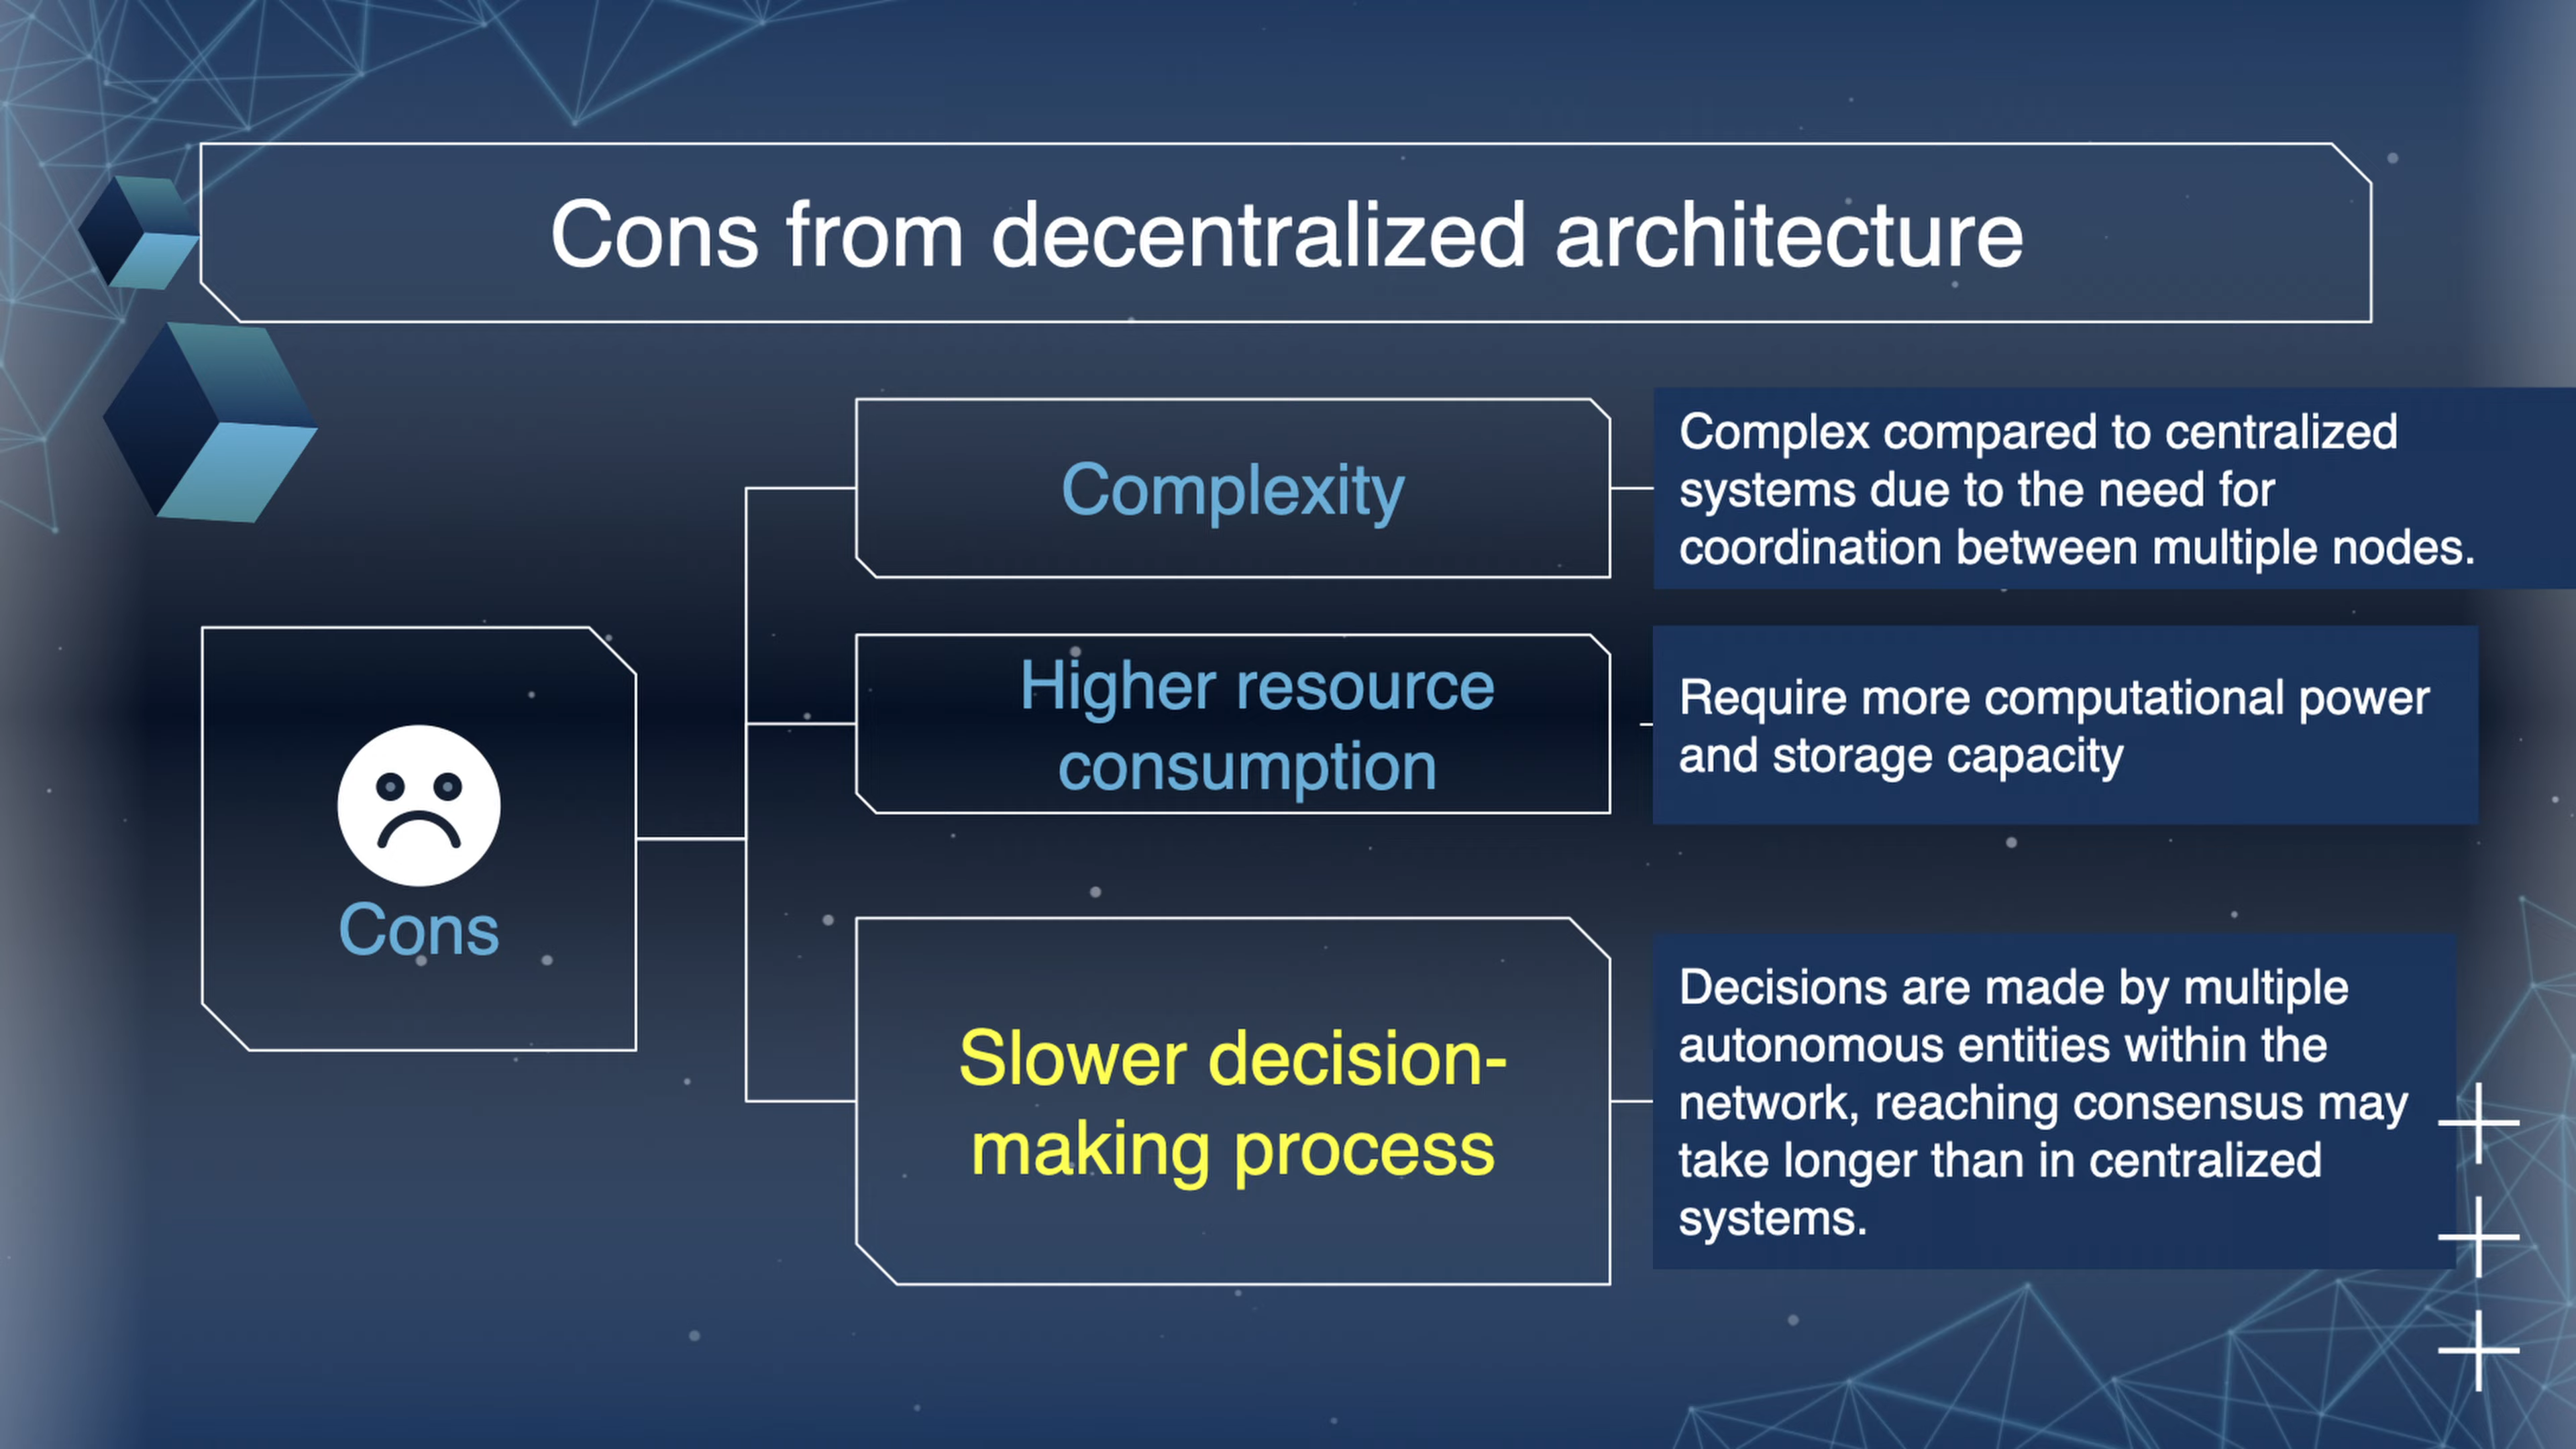 Cons from decentralized architecture
Complexity
Complex compared to centralized
systems due to the need for
coordination between multiple nodes.
Higher resource
consumption
Require more computational power
and storage capacity
Cons
Slower decision-
making process
Decisions are made by multiple
autonomous entities within the
network, reaching consensus may
take longer than in centralized
systems.